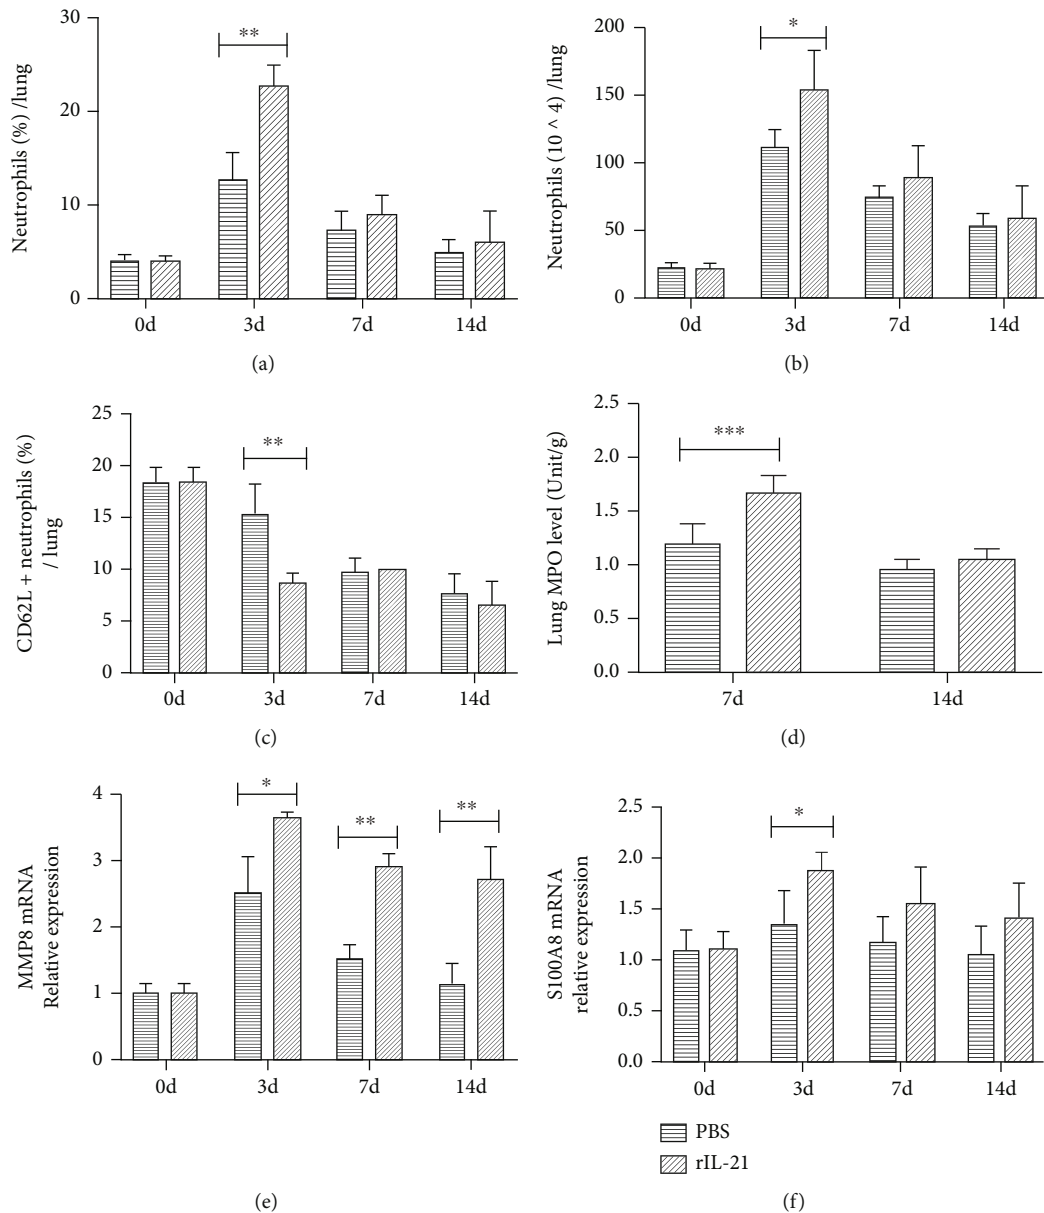 30
20
10
0
Neutrophils (%) /lung
**
0d 3d 7d 14d
(a)
200
150
100
50
0
Neutrophils (10 ^ 4) /lung
*
0d 3d 7d 14d
(b)
25
20
15
10
5
0
CD62L + neutrophils (%)
/ lung
**
0d 3d 7d 14d
(c)
2.5
2.0
1.5
1.0
0.5
0.0
Lung MPO level (Unit/g)
***
7d 14d
(d)
4
3
2
1
0
MMP8 mRNA
Relative expression
* ** **
0d 3d 7d 14d
(e)
2.5
2.0
1.5
1.0
0.5
0.0
S100A8 mRNA
relative expression
*
0d 3d 7d 14d
PBS
rIL-21
(f)